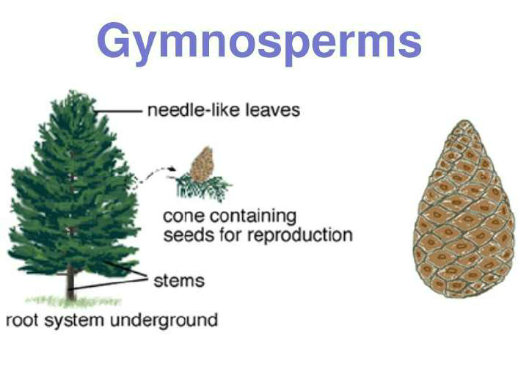 Gymnosperms
needle-like leaves
cone containing
seeds for reproduction
stems
root system underground